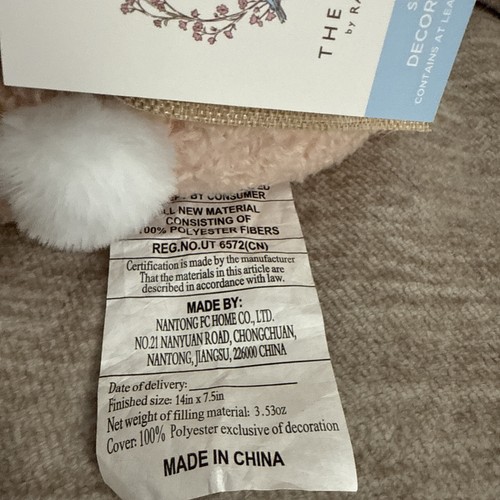 THE
by RA
DECOR
CONTAINS AT LEA
BY CONSUMER
ALL NEW MATERIAL
CONSISTING OF
100% POLYESTER FIBERS
REG.NO.UT 6572(CN)
Certification is made by the manufacturer
That the materials in this article are
described in accordance with law.
MADE BY:
NANTONG FC HOME CO., LTD.
NO.21 NANYUAN ROAD, CHONGCHUAN,
NANTONG, JIANGSU, 226000 CHINA
Date of delivery:
Finished size: 14in x 7.5in
Net weight of filling material: 3.53oz
Cover: 100% Polyester exclusive of decoration
MADE IN CHINA